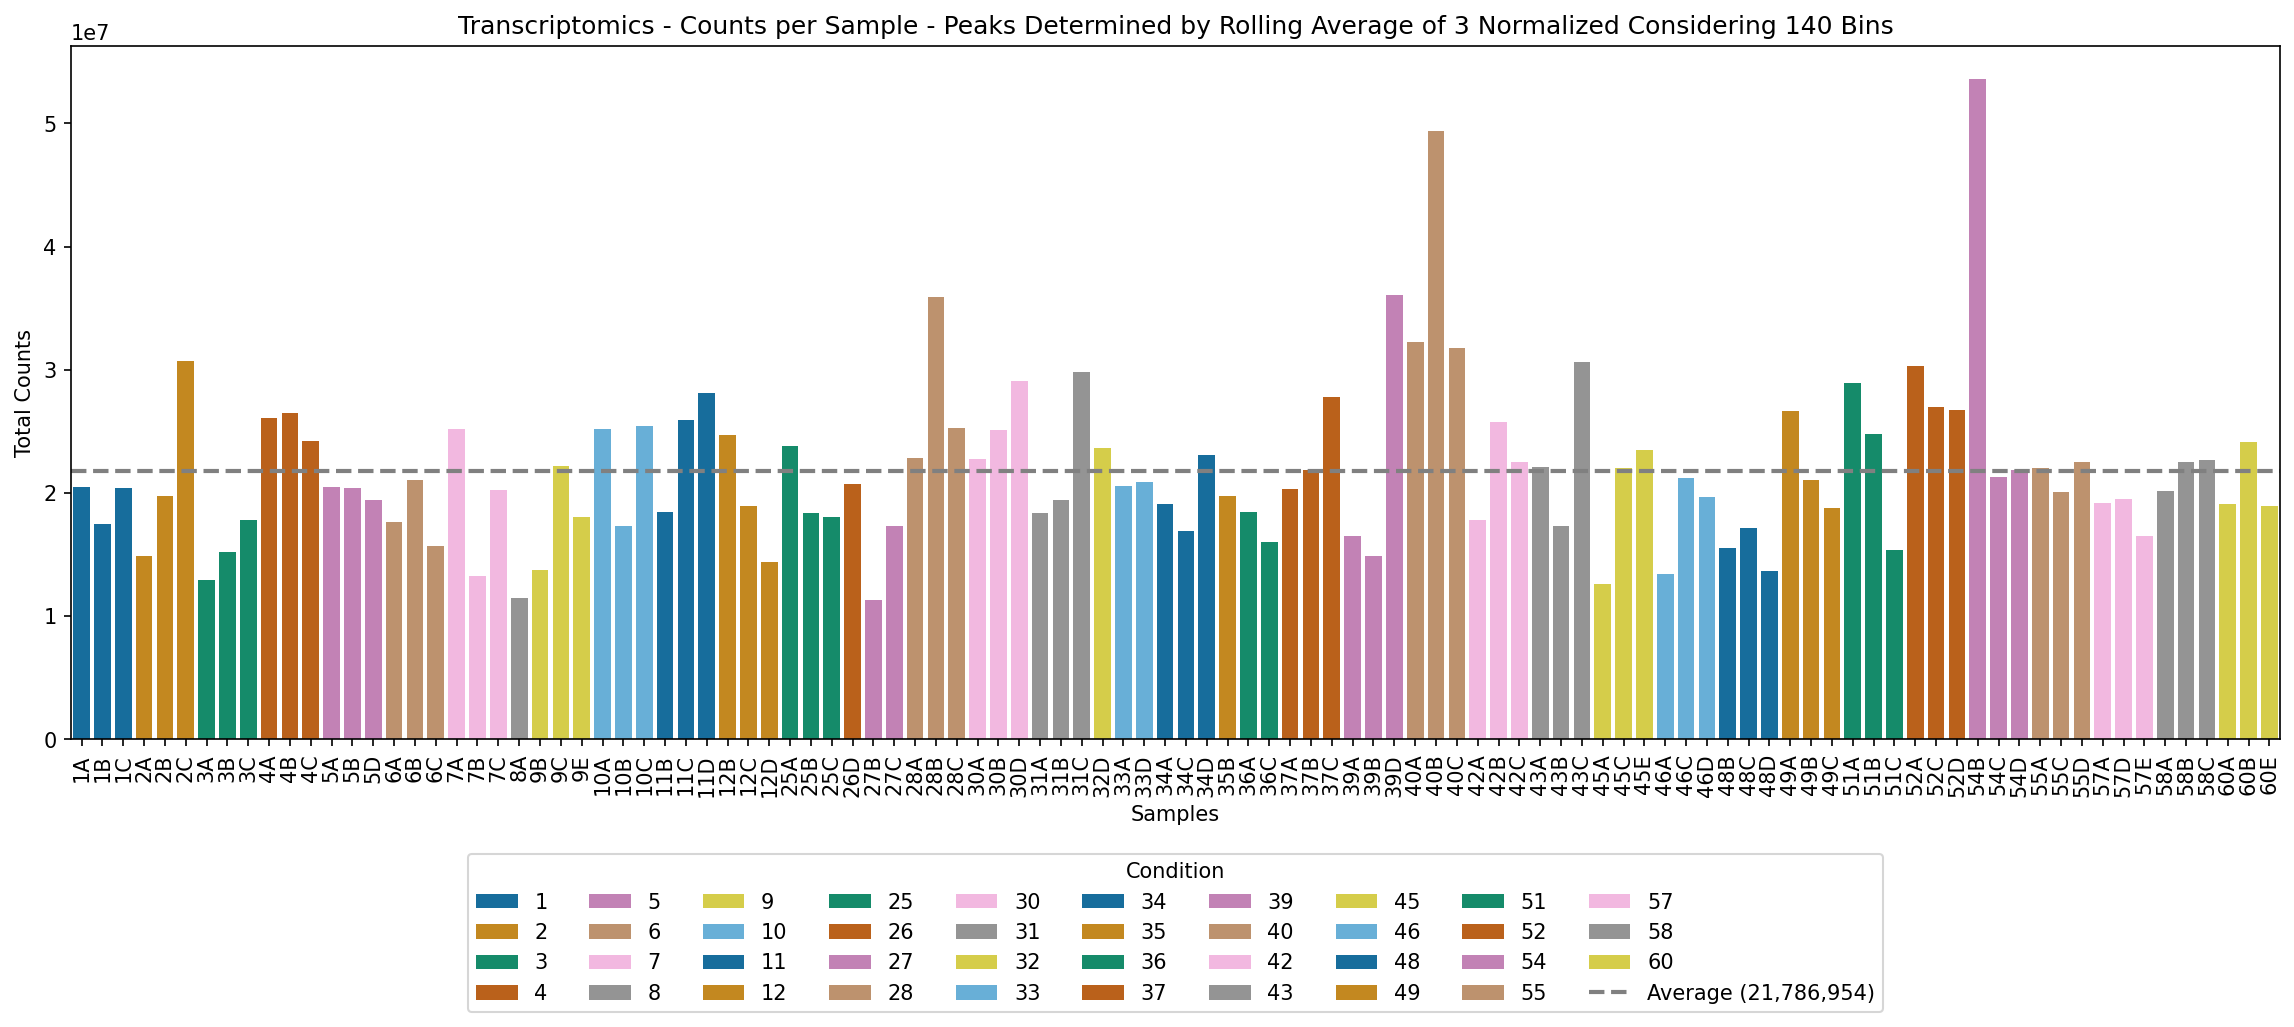 Transcriptomics - Counts per Sample - Peaks Determined by Rolling Average of 3 Normalized Considering 140 Bins
1e7
Total Counts
5
4
3
2
1
0
1A 1B 1C 2A 2B 2C 3A 3B 3C 4A 4B 4C 5A 5B 5D 6A 6B 6C 7A 7B 7C 8A 9B 9C 9E 10A 10B 10C 11B 11C 11D 12B 12C 12D 25A 25B 25C 26D 27B 27C 28A 28B 28C 30A 30B 30D 31A 31B 31C 32D 33A 33D 34A 34C 34D 35B 36A 36C 37A 37B 37C 39A 39B 39D 40A 40B 40C 42A 42B 42C 43A 43B 43C 45A 45C 45E 46A 46C 46D 48B 48C 48D 49A 49B 49C 51A 51B 51C 52A 52C 52D 54B 54C 54D 55A 55C 55D 57A 57D 57E 58A 58B 58C 60A 60B 60E
Samples
Condition
1 5 9 25 30 34 39 45 51 57
2 6 10 26 31 35 40 46 52 58
3 7 11 27 32 36 42 48 54 60
4 8 12 28 33 37 43 49 55 Average (21,786,954)